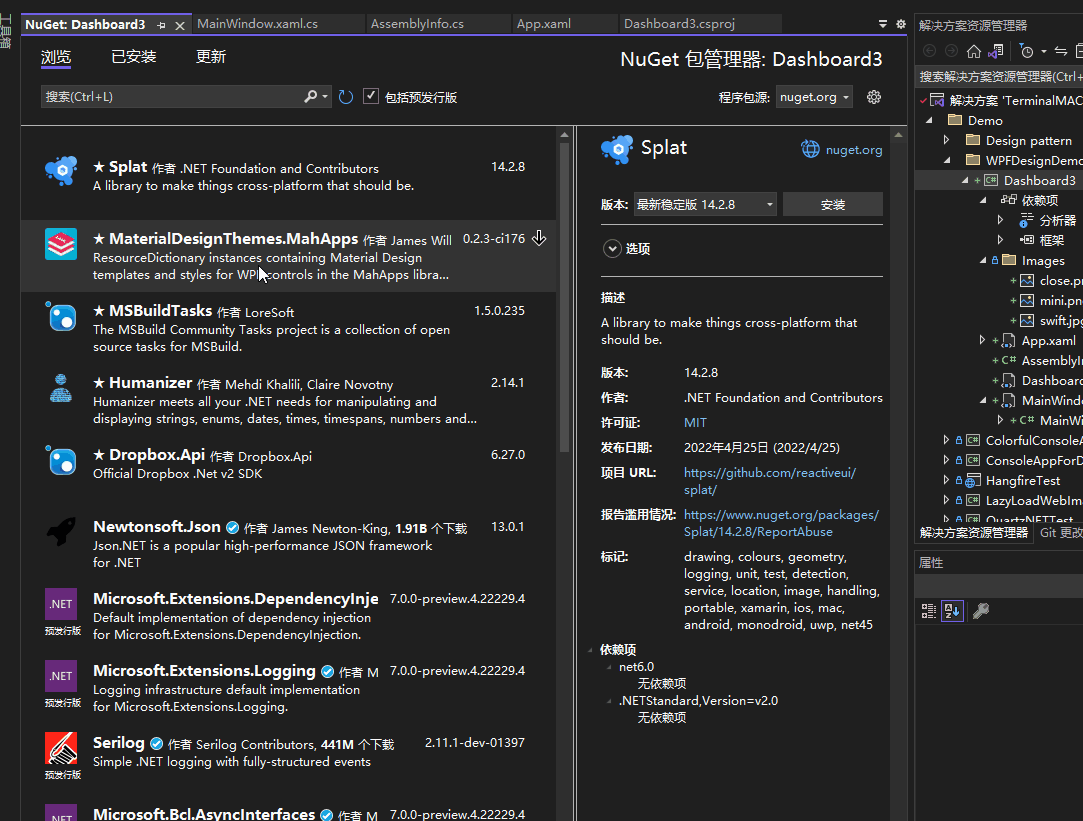 NuGet: Dashboard3
MainWindow.xaml.cs
AssemblyInfo.cs
App.xaml
Dashboard3.csproj
浏览
已安装
更新
NuGet 包管理器: Dashboard3
搜索(Ctrl+L)
包括预发行版
程序包源:
nuget.org
★ Splat 作者 .NET Foundation and Contributors
14.2.8
A library to make things cross-platform that should be.
★ MaterialDesignThemes.MahApps 作者 James Will
0.2.3-ci176
ResourceDictionary instances containing Material Design
templates and styles for WPF controls in the MahApps libra...
★ MSBuildTasks 作者 LoreSoft
1.5.0.235
The MSBuild Community Tasks project is a collection of open
source tasks for MSBuild.
★ Humanizer 作者 Mehdi Khalili, Claire Novotny
2.14.1
Humanizer meets all your .NET needs for manipulating and
displaying strings, enums, dates, times, timespans, numbers and...
★ Dropbox.Api 作者 Dropbox.Api
6.27.0
Official Dropbox .Net v2 SDK
Newtonsoft.Json 作者 James Newton-King, 1.91B 个下载
13.0.1
Json.NET is a popular high-performance JSON framework
for .NET
.NET
预发行版
Microsoft.Extensions.DependencyInje
7.0.0-preview.4.22229.4
Default implementation of dependency injection
for Microsoft.Extensions.DependencyInjection.
.NET
预发行版
Microsoft.Extensions.Logging 作者 M
7.0.0-preview.4.22229.4
Logging infrastructure default implementation
for Microsoft.Extensions.Logging.
预发行版
Serilog 作者 Serilog Contributors, 441M 个下载
2.11.1-dev-01397
Simple .NET logging with fully-structured events
.NET
Microsoft.Bcl.AsyncInterfaces 作者 M
7.0.0-preview.4.22229.4
Splat
nuget.org
版本:
最新稳定版 14.2.8
安装
选项
描述
A library to make things cross-platform that
should be.
版本: 14.2.8
作者: .NET Foundation and Contributors
许可证: MIT
发布日期: 2022年4月25日 (2022/4/25)
项目 URL: https://github.com/reactiveui/
splat/
报告滥用情况: https://www.nuget.org/packages/
Splat/14.2.8/ReportAbuse
标记: drawing, colours, geometry,
logging, unit, test, detection,
service, location, image, handling,
portable, xamarin, ios, mac,
android, monodroid, uwp, net45
依赖项
net6.0
无依赖项
.NETStandard,Version=v2.0
无依赖项
解决方案资源管理器
搜索解决方案资源管理器(Ctrl+
解决方案 'TerminalMAC
Demo
Design pattern
WPFDesignDemo
C# Dashboard3
依赖项
分析器
框架
Images
close.p
mini.pn
swift.jpg
App.xaml
C# AssemblyIn
Dashboard
MainWindo
C# MainWi
C# ColorfulConsoleA
C# ConsoleAppForD
HangfireTest
C# LazyLoadWebIma
C# QuartzNETTest
解决方案资源管理器
Git 更改
属性